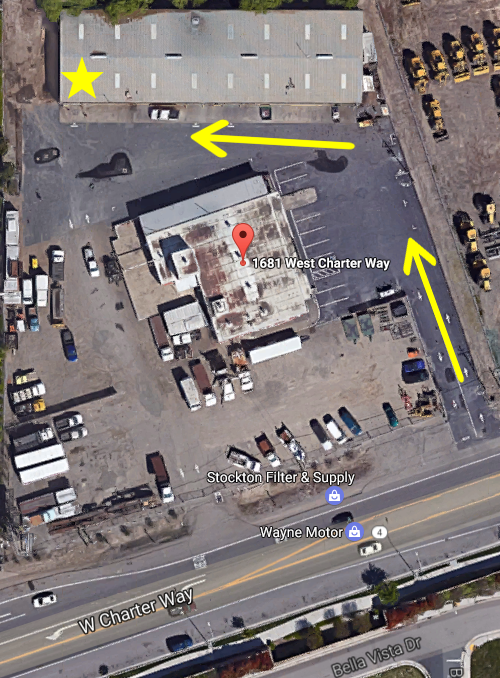 1681 West Charter Way
Stockton Filter & Supply
Wayne Motor
4
W Charter Way
Bella Vista Dr